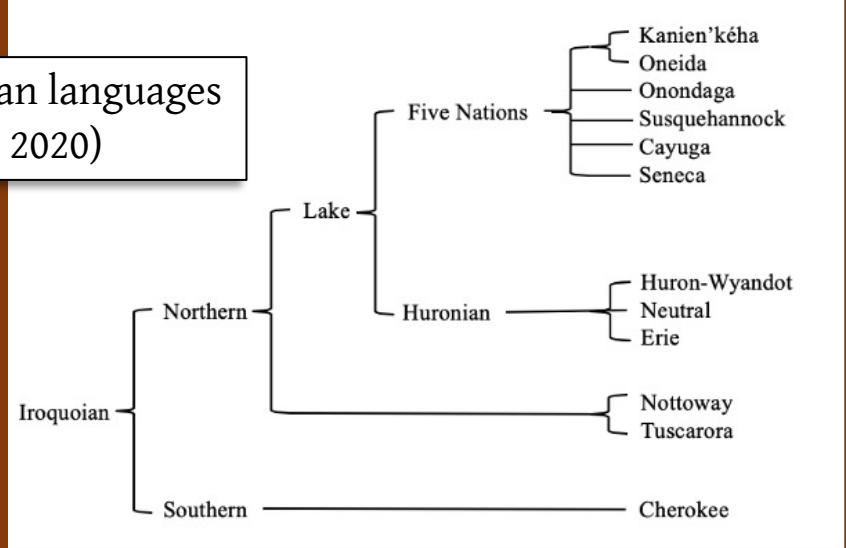 an languages
2020)
Kanien’kéha
Oneida
Onondaga
Susquehannock
Cayuga
Seneca
Five Nations
Lake
Huron-Wyandot
Neutral
Erie
Huronian
Northern
Nottoway
Tuscarora
Iroquoian
Southern
Cherokee